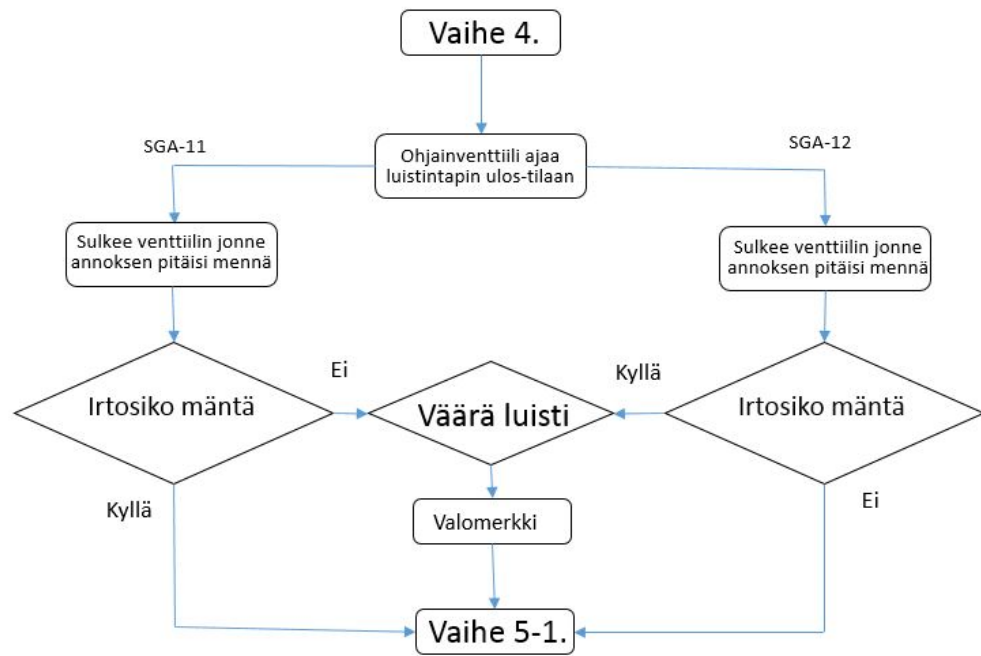 Vaihe 4.
SGA-11
SGA-12
Ohjainventtiili ajaa
luistintapin ulos-tilaan
Sulkee venttiilin jonne
annoksen pitäisi mennä
Sulkee venttiilin jonne
annoksen pitäisi mennä
Ei
Kyllä
Irtosiko mäntä
Väärä luisti
Irtosiko mäntä
Kyllä
Ei
Valomerkki
Vaihe 5-1.